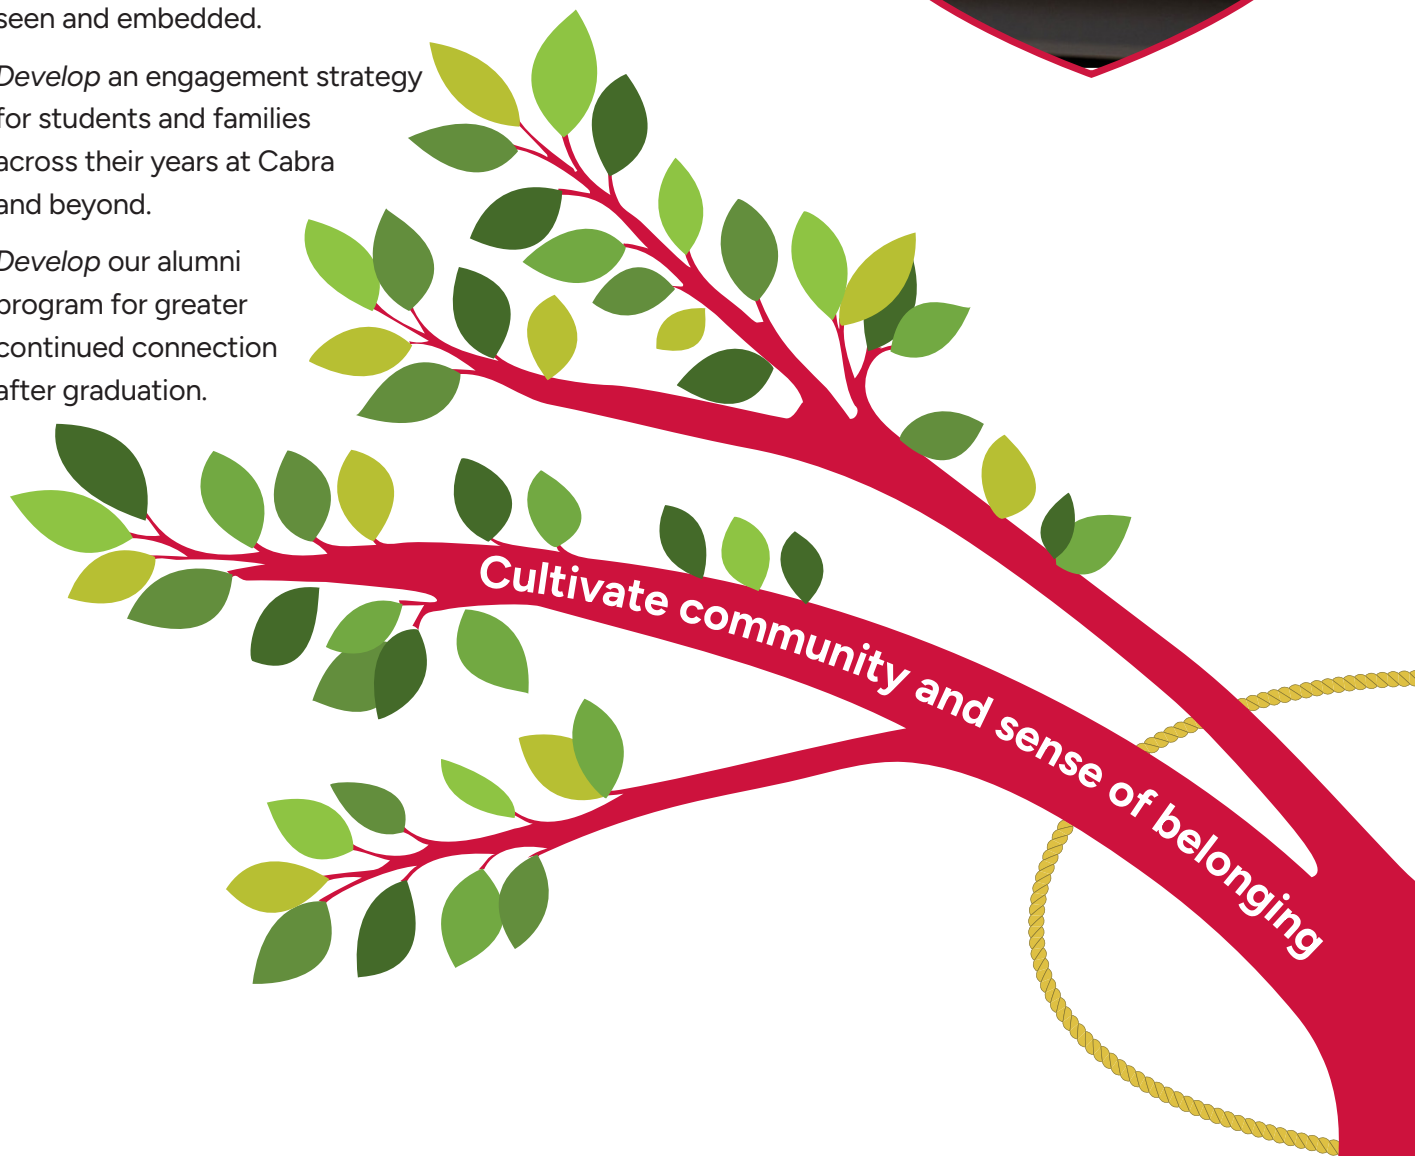 seen and embedded.
Develop an engagement strategy
for students and families
across their years at Cabra
and beyond.
Develop our alumni
program for greater
continued connection
after graduation.
Cultivate community and sense of belonging